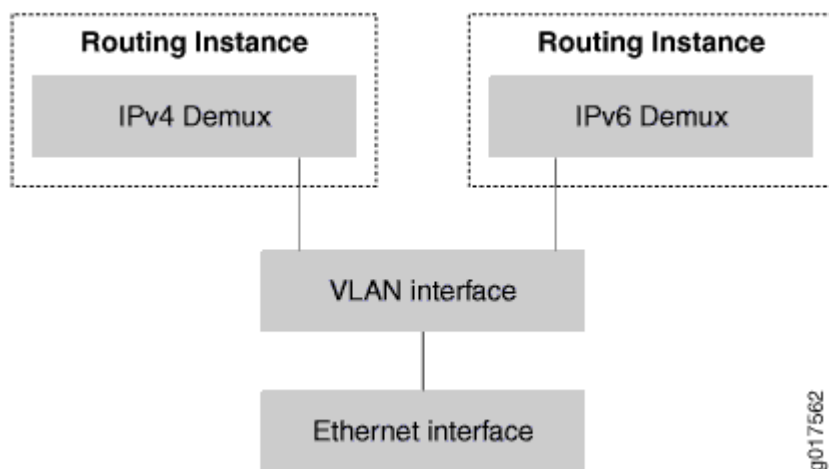 Routing Instance
Routing Instance
IPv4 Demux
IPv6 Demux
VLAN interface
Ethernet interface
g017562